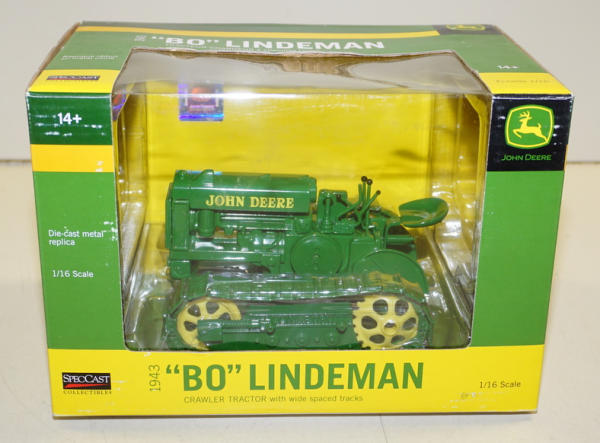 "BO" LINDEMAN
14+
14+
JOHN DEERE
JOHN DEERE
Die-cast metal
replica
1/16 Scale
SPECCAST
COLLECTIBLES
1943 "BO" LINDEMAN
CRAWLER TRACTOR with wide spaced tracks
1/16 Scale